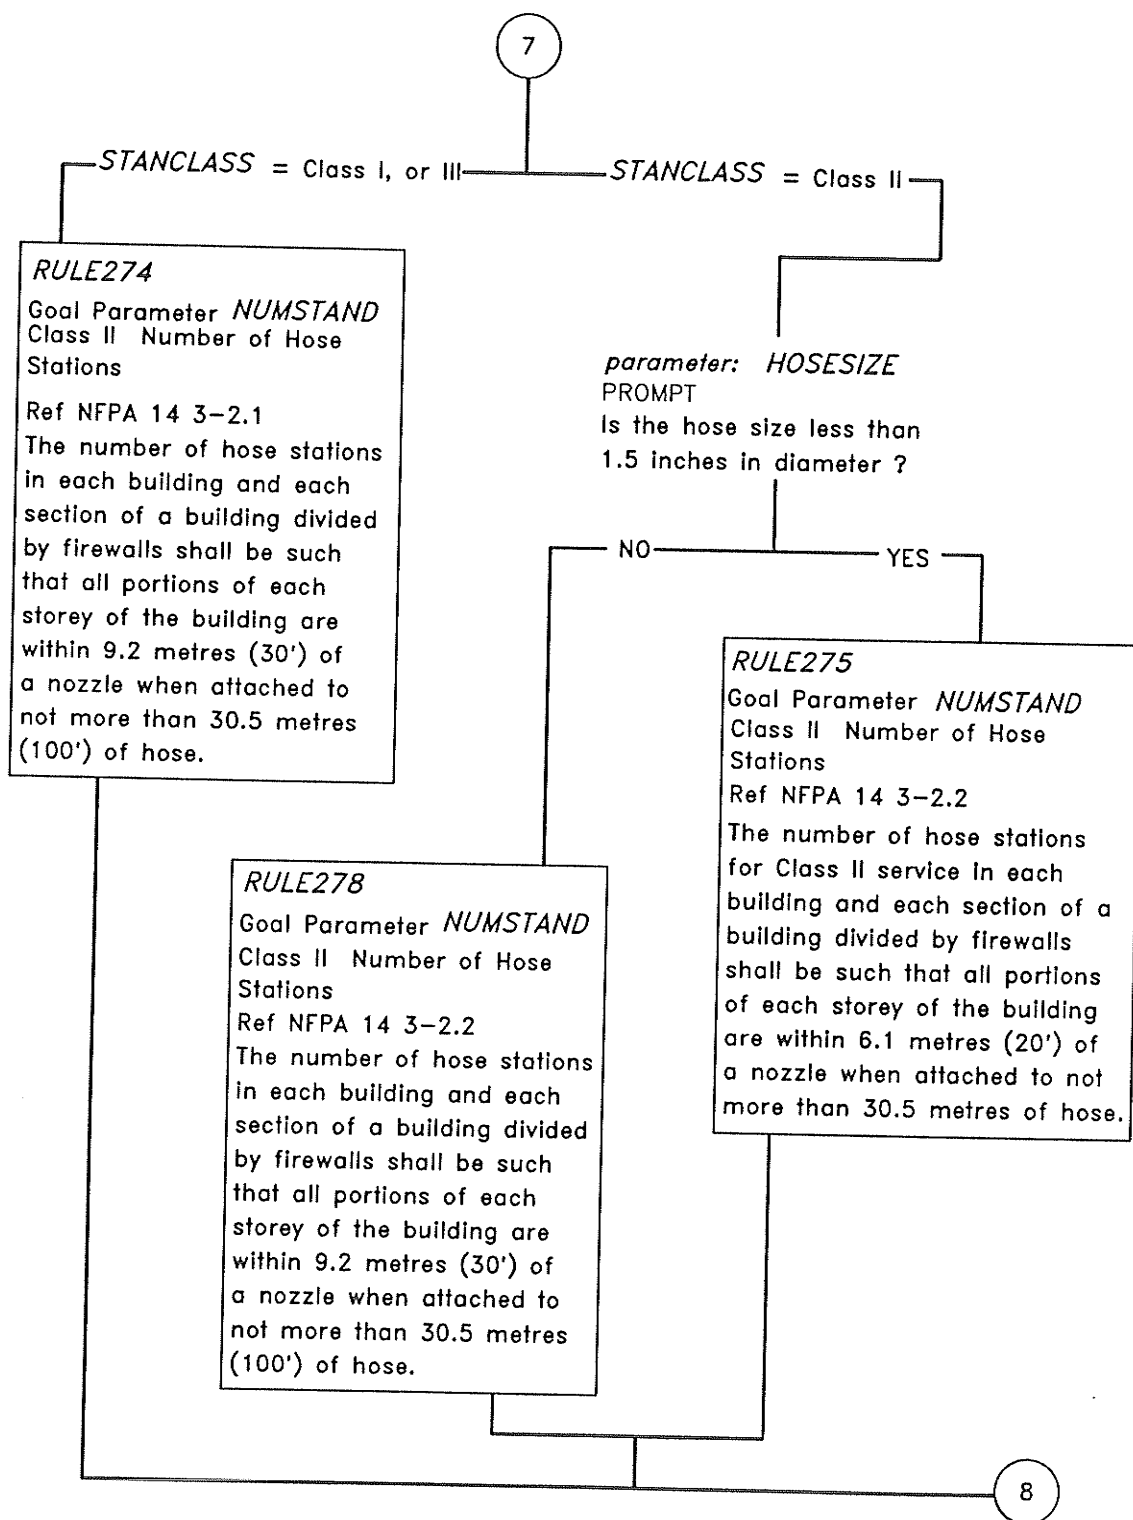 7
STANCLASS = Class I, or III
STANCLASS = Class II
RULE274
Goal Parameter NUMSTAND
Class II Number of Hose
Stations
Ref NFPA 14 3-2.1
The number of hose stations
in each building and each
section of a building divided
by firewalls shall be such
that all portions of each
storey of the building are
within 9.2 metres (30') of
a nozzle when attached to
not more than 30.5 metres
(100') of hose.
parameter: HOSESIZE
PROMPT
Is the hose size less than
1.5 inches in diameter ?
NO
YES
RULE278
Goal Parameter NUMSTAND
Class II Number of Hose
Stations
Ref NFPA 14 3-2.2
The number of hose stations
in each building and each
section of a building divided
by firewalls shall be such
that all portions of each
storey of the building are
within 9.2 metres (30') of
a nozzle when attached to
not more than 30.5 metres
(100') of hose.
RULE275
Goal Parameter NUMSTAND
Class II Number of Hose
Stations
Ref NFPA 14 3-2.2
The number of hose stations
for Class II service in each
building and each section of a
building divided by firewalls
shall be such that all portions
of each storey of the building
are within 6.1 metres (20') of
a nozzle when attached to not
more than 30.5 metres of hose.
8